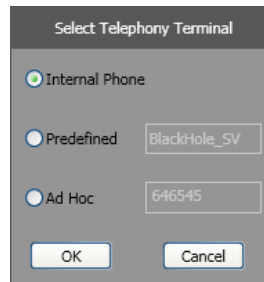 Select Telephony Terminal
Internal Phone
Predefined BlackHole_SV
Ad Hoc 646545
OK Cancel